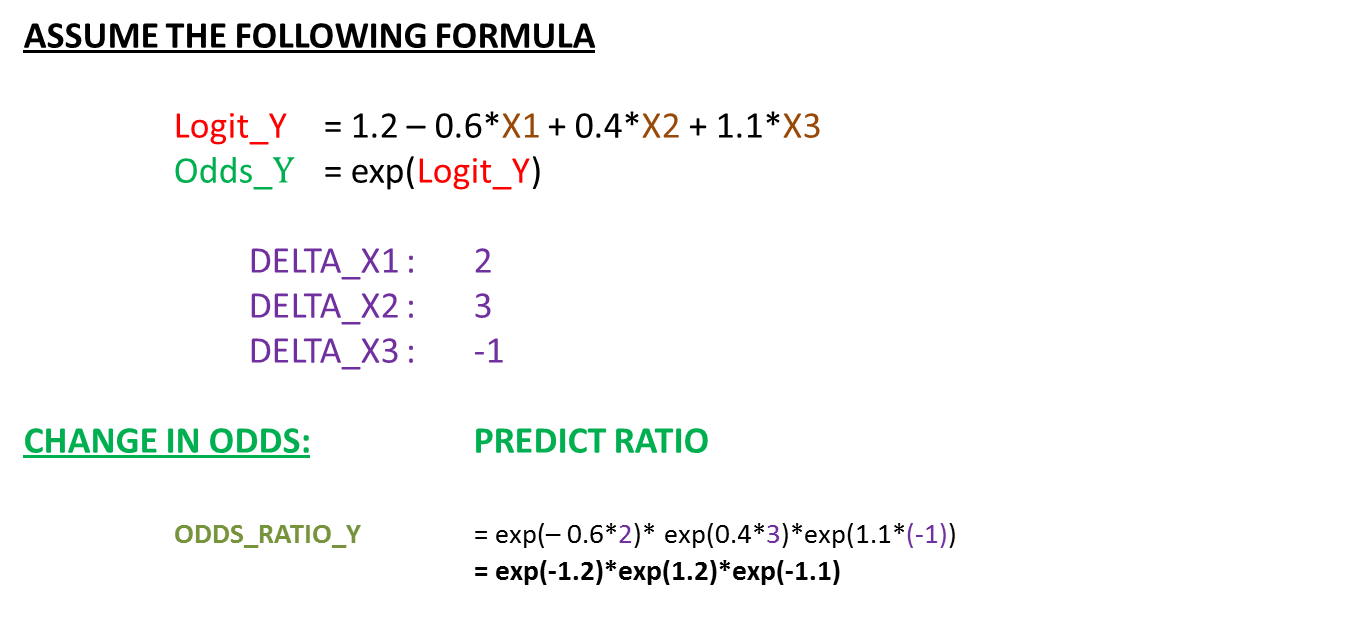 ASSUME THE FOLLOWING FORMULA
Logit_Y = 1.2 – 0.6*X1 + 0.4*X2 + 1.1*X3
Odds_Y = exp(Logit_Y)
DELTA_X1 : 2
DELTA_X2 : 3
DELTA_X3 : -1
CHANGE IN ODDS: PREDICT RATIO
ODDS_RATIO_Y = exp(– 0.6*2)* exp(0.4*3)*exp(1.1*(-1))
= exp(-1.2)*exp(1.2)*exp(-1.1)